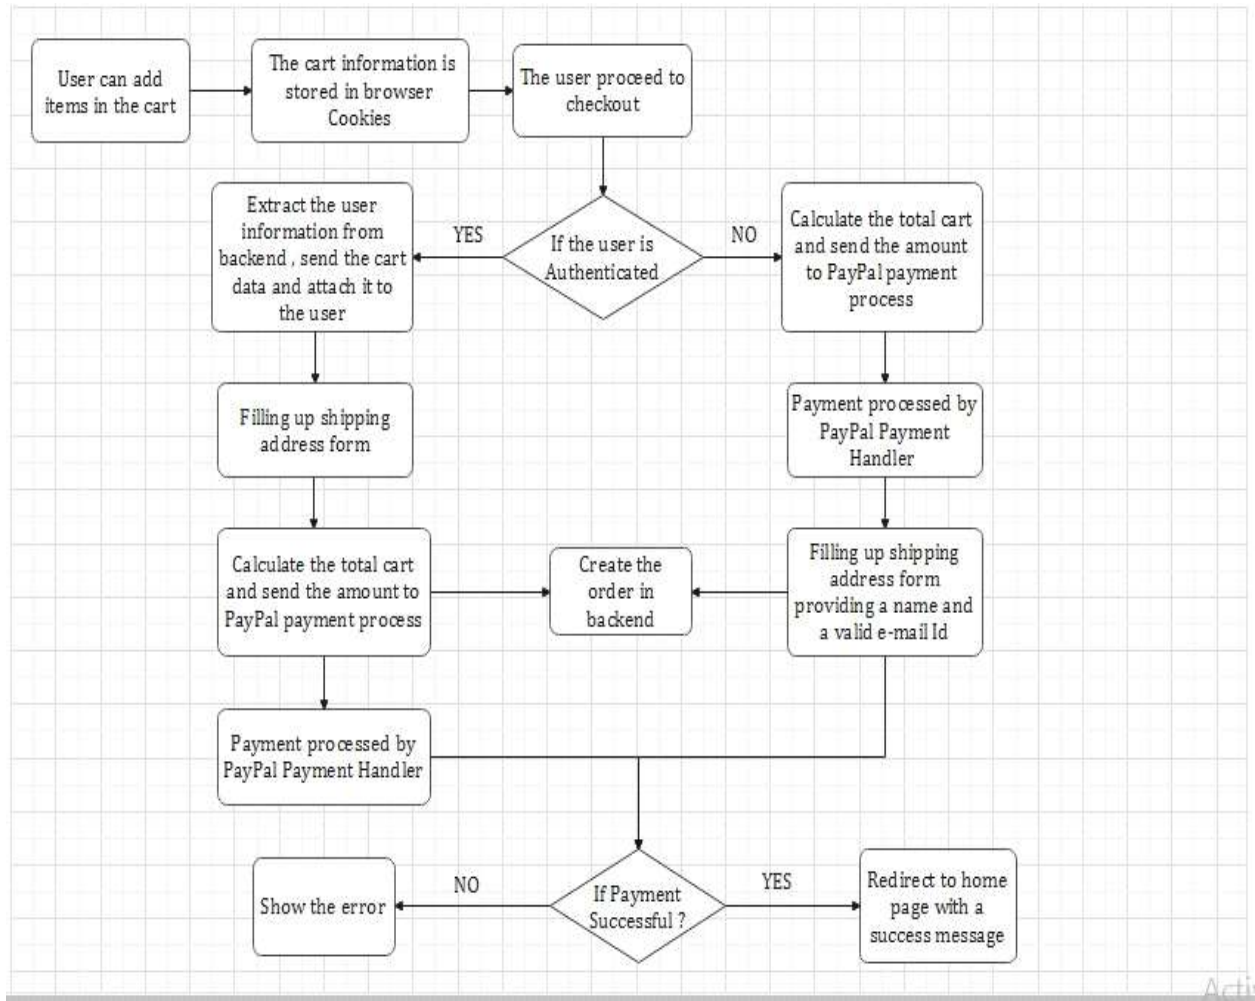 User can add
items in the cart
The cart information is
stored in browser
Cookies
The user proceed to
checkout
Extract the user
information from
backend , send the cart
data and attach it to
the user
YES
If the user is
Authenticated
NO
Calculate the total cart
and send the amount
to PayPal payment
process
Filling up shipping
address form
Payment processed by
PayPal Payment
Handler
Calculate the total cart
and send the amount to
PayPal payment process
Create the
order in
backend
Filling up shipping
address form
providing a name and
a valid e-mail Id
Payment processed by
PayPal Payment Handler
Show the error
NO
If Payment
Successful ?
YES
Redirect to home
page with a
success message